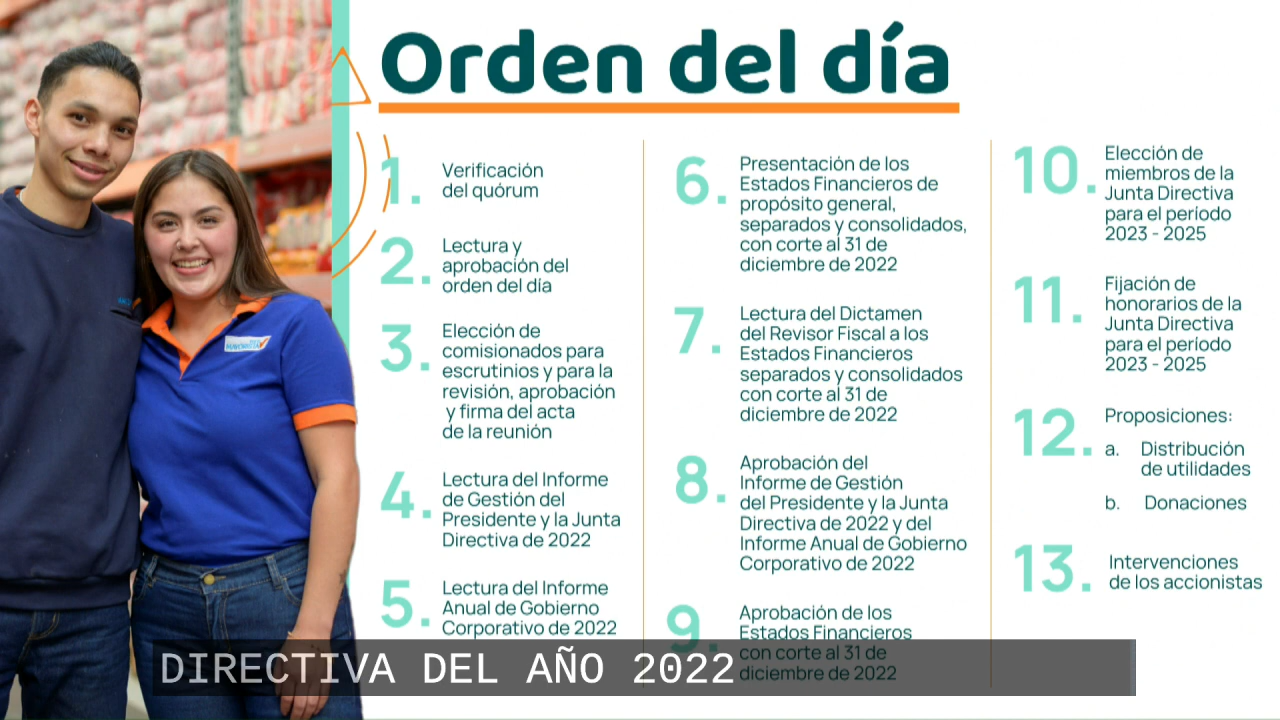 Orden del día
1.
Verificación
del quórum
2.
Lectura y
aprobación del
orden del día
3.
Elección de
comisionados para
escrutinios y para la
revisión, aprobación
y firma del acta
de la reunión
4.
Lectura del Informe
de Gestión del
Presidente y la Junta
Directiva de 2022
5.
Lectura del Informe
Anual de Gobierno
Corporativo de 2022
6.
Presentación de los
Estados Financieros de
propósito general,
separados y consolidados,
con corte al 31 de
diciembre de 2022
7.
Lectura del Dictamen
del Revisor Fiscal a los
Estados Financieros
separados y consolidados
con corte al 31 de
diciembre de 2022
8.
Aprobación del
Informe de Gestión
del Presidente y la Junta
Directiva de 2022 y del
Informe Anual de Gobierno
Corporativo de 2022
9.
Aprobación de los
Estados Financieros
con corte al 31 de
diciembre de 2022
10.
Elección de
miembros de la
Junta Directiva
para el período
2023 - 2025
11.
Fijación de
honorarios de la
Junta Directiva
para el período
2023 - 2025
12.
Proposiciones:
a. Distribución
de utilidades
b. Donaciones
13.
Intervenciones
de los accionistas
DIRECTIVA DEL AÑO 2022